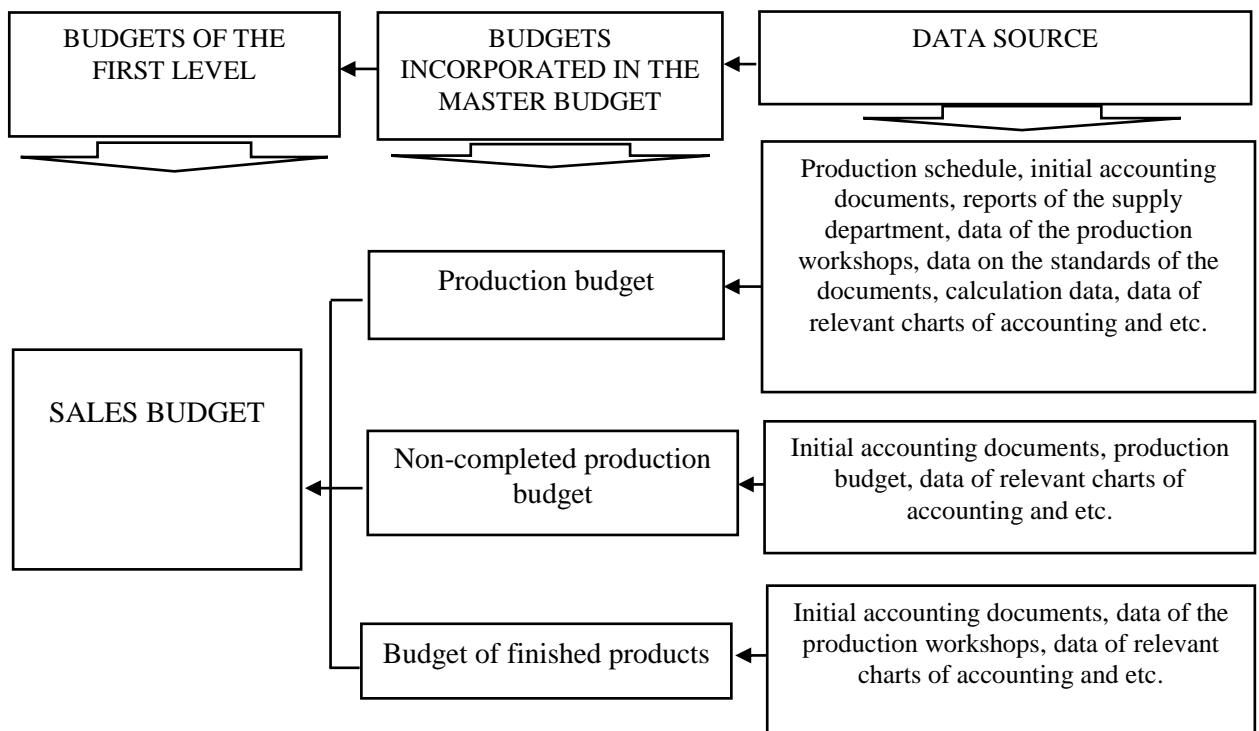 BUDGETS OF THE
FIRST LEVEL
BUDGETS
INCORPORATED IN THE
MASTER BUDGET
DATA SOURCE
Production schedule, initial accounting
documents, reports of the supply
department, data of the production
workshops, data on the standards of the
documents, calculation data, data of
relevant charts of accounting and etc.
Production budget
SALES BUDGET
Non-completed production
budget
Initial accounting documents, production
budget, data of relevant charts of
accounting and etc.
Budget of finished products
Initial accounting documents, data of the
production workshops, data of relevant
charts of accounting and etc.